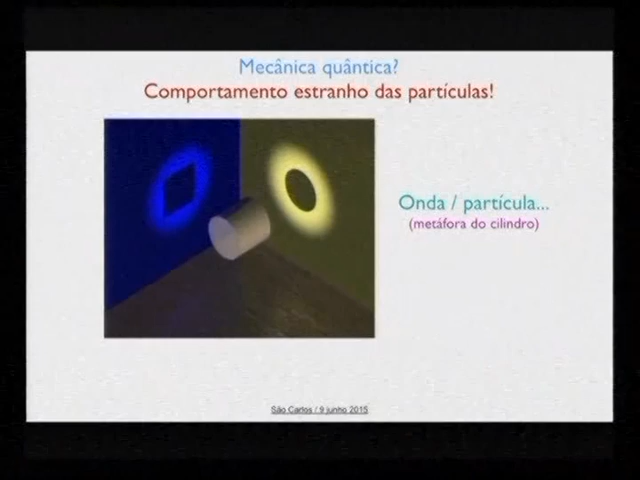 Mecânica quântica?
Comportamento estranho das partículas!
Onda / partícula...
(metáfora do cilindro)
São Carlos / 9 junho 2015